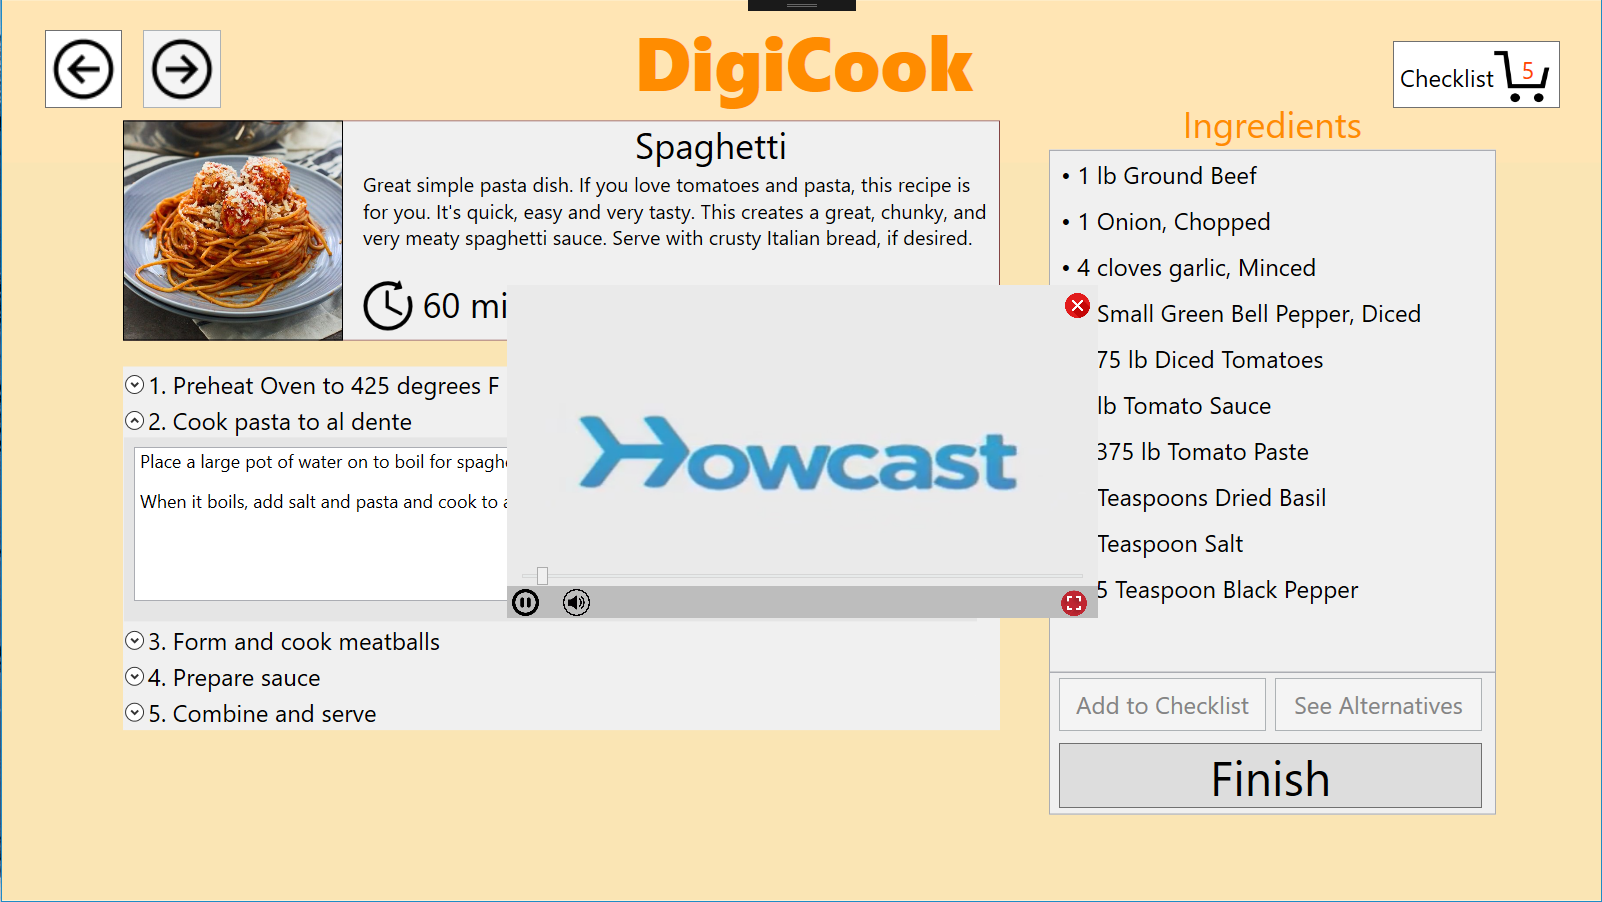 DigiCook
Checklist 5
Spaghetti
Great simple pasta dish. If you love tomatoes and pasta, this recipe is
for you. It's quick, easy and very tasty. This creates a great, chunky, and
very meaty spaghetti sauce. Serve with crusty Italian bread, if desired.
60
1. Preheat Oven to 425 degrees F
2. Cook pasta to al dente
Place a large pot of water on to boil for
When it boils, add salt and pasta and cook to
3. Form and cook meatballs
4. Prepare sauce
5. Combine and serve
Howcast
Ingredients
• 1 lb Ground Beef
• 1 Onion, Chopped
• 4 cloves garlic, Minced
Small Green Bell Pepper, Diced
75 lb Diced Tomatoes
lb Tomato Sauce
375 lb Tomato Paste
Teaspoons Dried Basil
Teaspoon Salt
5 Teaspoon Black Pepper
Add to Checklist
See Alternatives
Finish